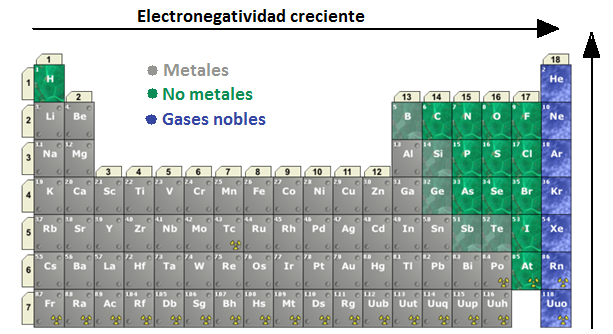 Electronegatividad creciente
1 18
1 H He
Metales
No metales
Gases nobles
2 13 14 15 16 17
2 Li Be B C N O F Ne
3 Na Mg Al Si P S Cl Ar
3 4 5 6 7 8 9 10 11 12
4 K Ca Sc Ti V Cr Mn Fe Co Ni Cu Zn Ga Ge As Se Br Kr
5 Rb Sr Y Zr Nb Mo Tc Ru Rh Pd Ag Cd In Sn Sb Te I Xe
6 Cs Ba La Hf Ta W Re Os Ir Pt Au Hg Tl Pb Bi Po At Rn
7 Fr Ra Ac Rf Db Sg Bh Hs Mt Ds Rg Uub Uut Uuq Uup Uuh Uuo